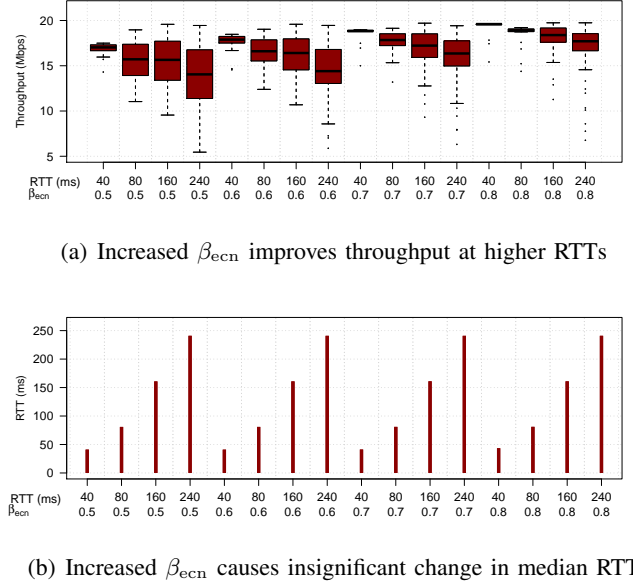 Throughput (Mbps)
20
15
10
5
RTT (ms) 40 80 160 240 40 80 160 240 40 80 160 240 40 80 160 240
βecn 0.5 0.5 0.5 0.5 0.6 0.6 0.6 0.6 0.7 0.7 0.7 0.7 0.8 0.8 0.8 0.8
(a) Increased βecn improves throughput at higher RTTs
RTT (ms)
250
200
150
100
50
0
RTT (ms) 40 80 160 240 40 80 160 240 40 80 160 240 40 80 160 240
βecn 0.5 0.5 0.5 0.5 0.6 0.6 0.6 0.6 0.7 0.7 0.7 0.7 0.8 0.8 0.8 0.8
(b) Increased βecn causes insignificant change in median RTT